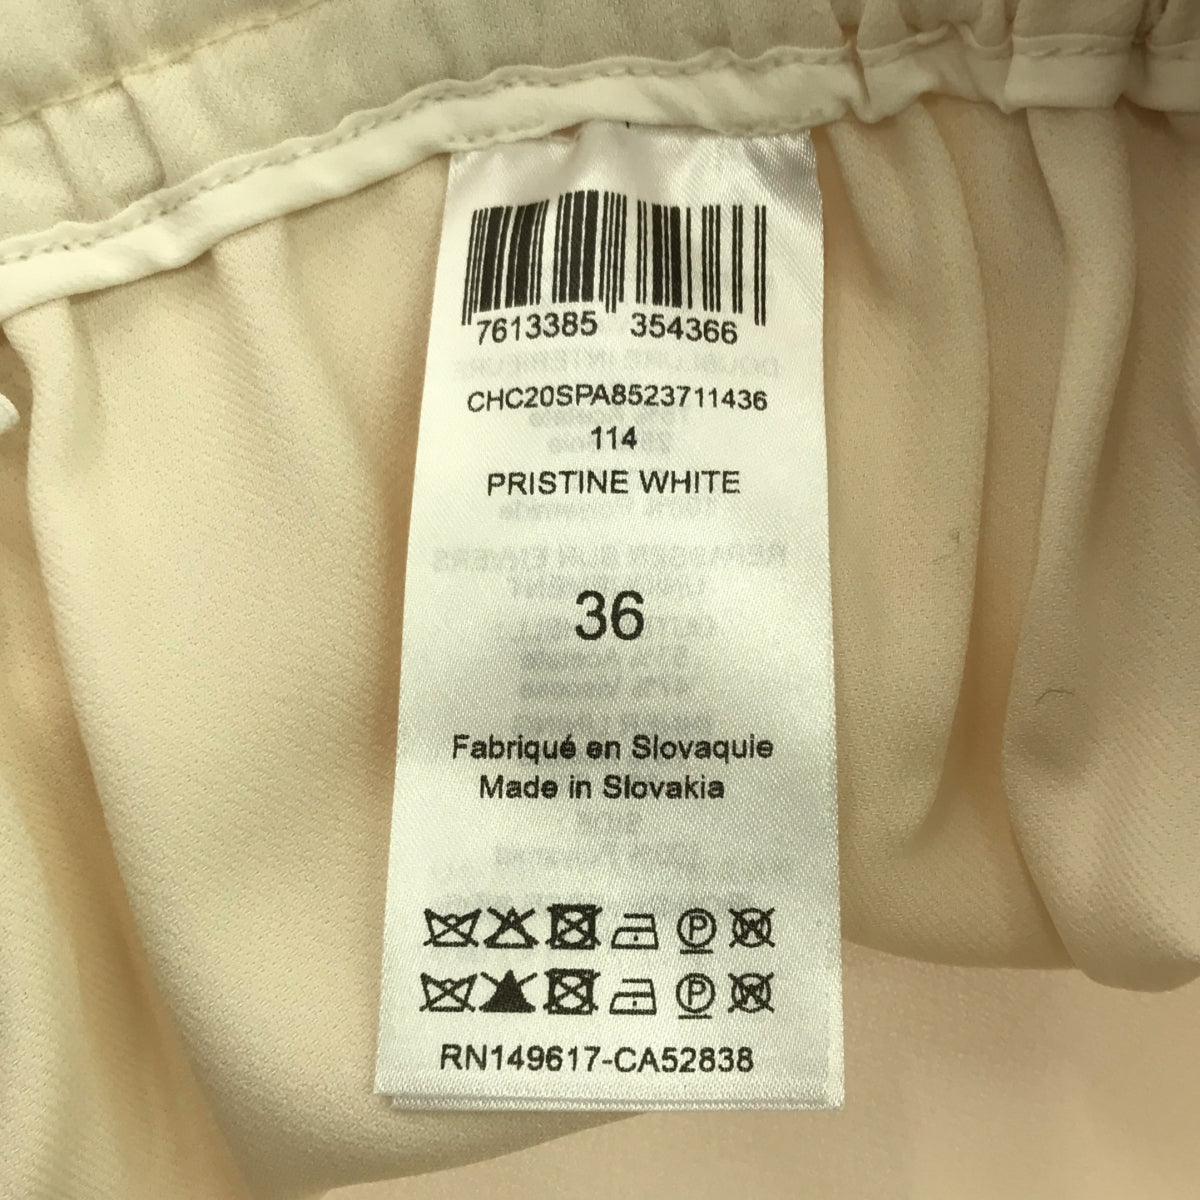 7613385 354366
CHC20SPA8523711436
114
PRISTINE WHITE
36
Fabriqué en Slovaquie
Made in Slovakia
RN149617-CA52838